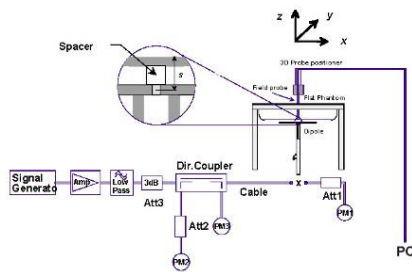 z
y
x
Spacer
s
3D Probe positioner
Field probe
Flat Phantom
Dipole
Signal
Generato
Amp
Low
Pass
3dB
Att3
Dir.Coupler
Cable
x
Att1
Att2
PM3
PM1
PM2
PC